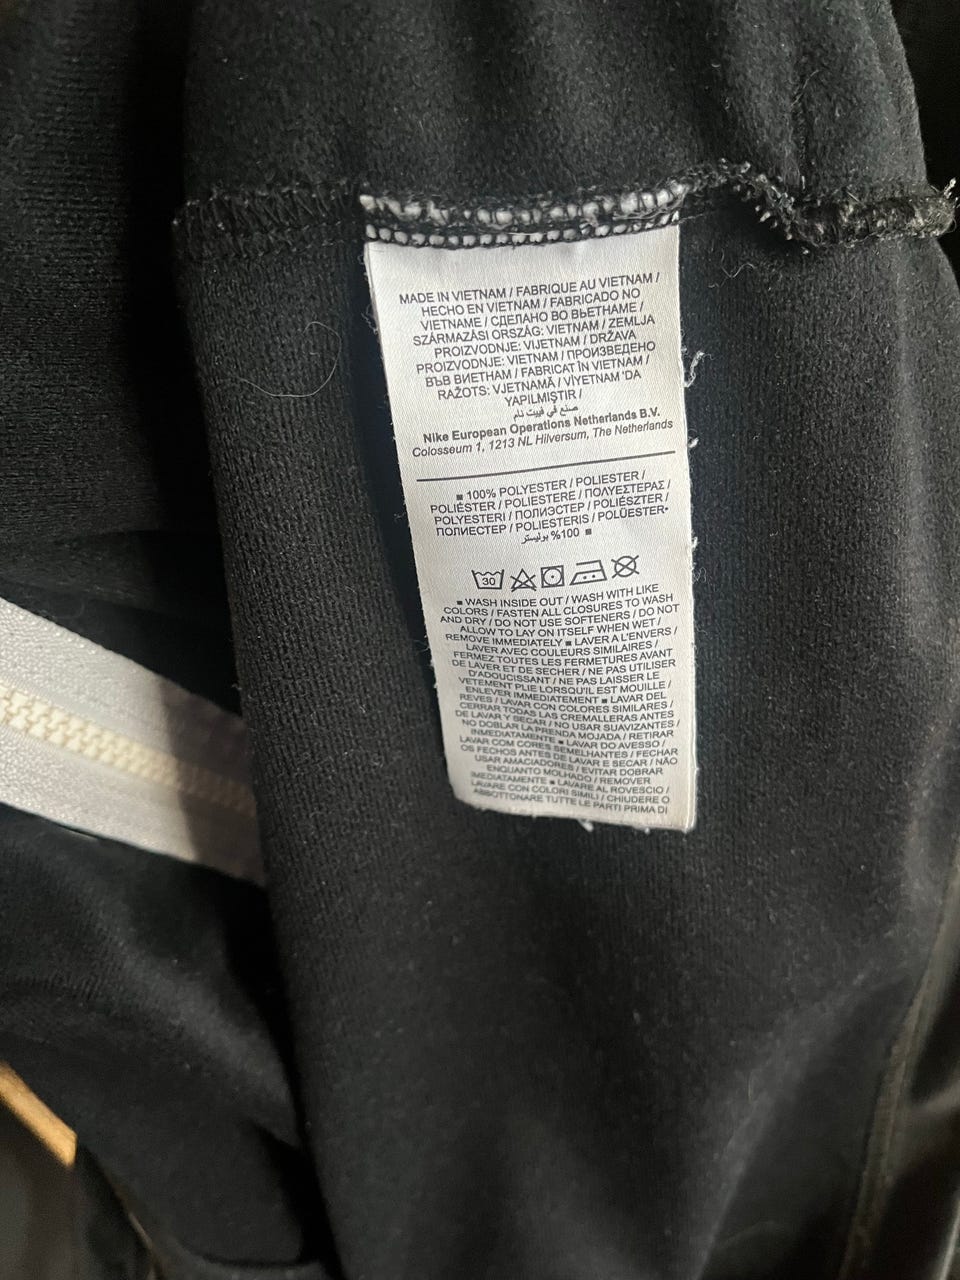 MADE IN VIETNAM / FABRIQUE AU VIETNAM /
HECHO EN VIETNAM / FABRICADO NO
VIETNAME / СДЕЛАНО ВО ВЬЕТНАМЕ /
SZÁRMAZÁSI ORSZÁG: VIETNAM / ZEMLJA
PROIZVODNJE: VIJETNAM / DRŽAVA
PROIZVODNJE: VIETNAM / ПРОИЗВЕДЕНО
ВЪВ ВИЕТНАМ / FABRICAT ÎN VIETNAM /
RAŽOTS: VJETNAMĀ / VİYETNAM 'DA
YAPILMIŞTIR /
صنع في فييت نام
Nike European Operations Netherlands B.V.
Colosseum 1, 1213 NL Hilversum, The Netherlands
■ 100% POLYESTER / POLIESTER /
POLIÉSTER / POLIESTERE / ΠΟΛΥΕΣΤΕΡΑΣ /
POLYESTERI / ПОЛИЭСТЕР / POLIÉSZTER /
ПОЛИЕСТЕР / POLIESTERIS / POLÜESTER•
100% بوليستر ■
30
■ WASH INSIDE OUT / WASH WITH LIKE
COLORS / FASTEN ALL CLOSURES TO WASH
AND DRY / DO NOT USE SOFTENERS / DO NOT
ALLOW TO LAY ON ITSELF WHEN WET /
REMOVE IMMEDIATELY ■ LAVER A L'ENVERS /
LAVER AVEC COULEURS SIMILAIRES /
FERMEZ TOUTES LES FERMETURES AVANT
DE LAVER ET DE SECHER / NE PAS UTILISER
D'ADOUCISSANT / NE PAS LAISSER LE
VETEMENT PLIE LORSQU'IL EST MOUILLE /
ENLEVER IMMEDIATEMENT ■ LAVAR DEL
REVES / LAVAR CON COLORES SIMILARES /
CERRAR TODAS LAS CREMALLERAS ANTES
DE LAVAR Y SECAR / NO USAR SUAVIZANTES /
NO DOBLAR LA PRENDA MOJADA / RETIRAR
INMEDIATAMENTE ■ LAVAR DO AVESSO /
LAVAR COM CORES SEMELHANTES / FECHAR
OS FECHOS ANTES DE LAVAR E SECAR / NÃO
USAR AMACIADORES / EVITAR DOBRAR
ENQUANTO MOLHADO / REMOVER
IMEDIATAMENTE ■ LAVARE AL ROVESCIO /
LAVARE CON COLORI SIMILI / CHIUDERE O
ABBOTTONARE TUTTE LE PARTI PRIMA DI